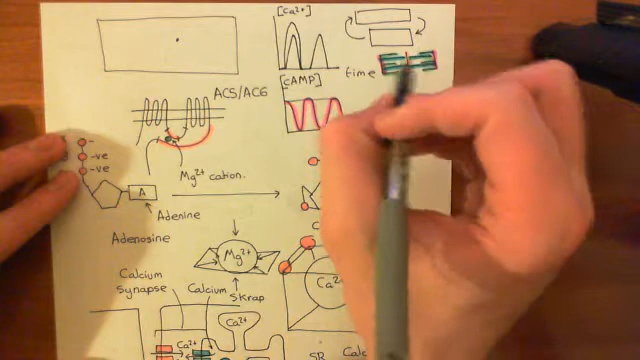 [Ca²⁺]
[cAMP]
time
AC5/AC6
Mg²⁺ cation.
-
-ve
-ve
A
Adenine
Adenosine
Mg²⁺
Calcium
synapse
Calcium
Skrap
Ca²⁺
Ca²⁺
Ca²⁺
SR